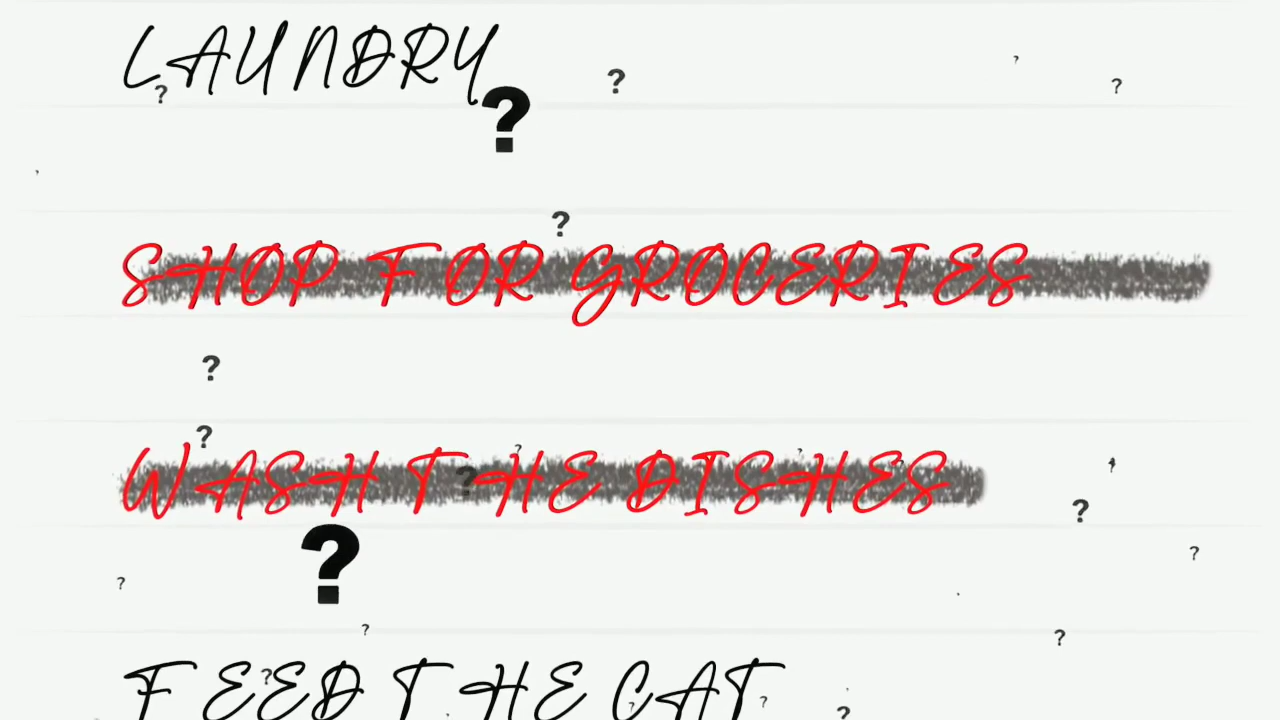 LAUNDRY
SHOP FOR GROCERIES
WASH THE DISHES
FEED THE CAT